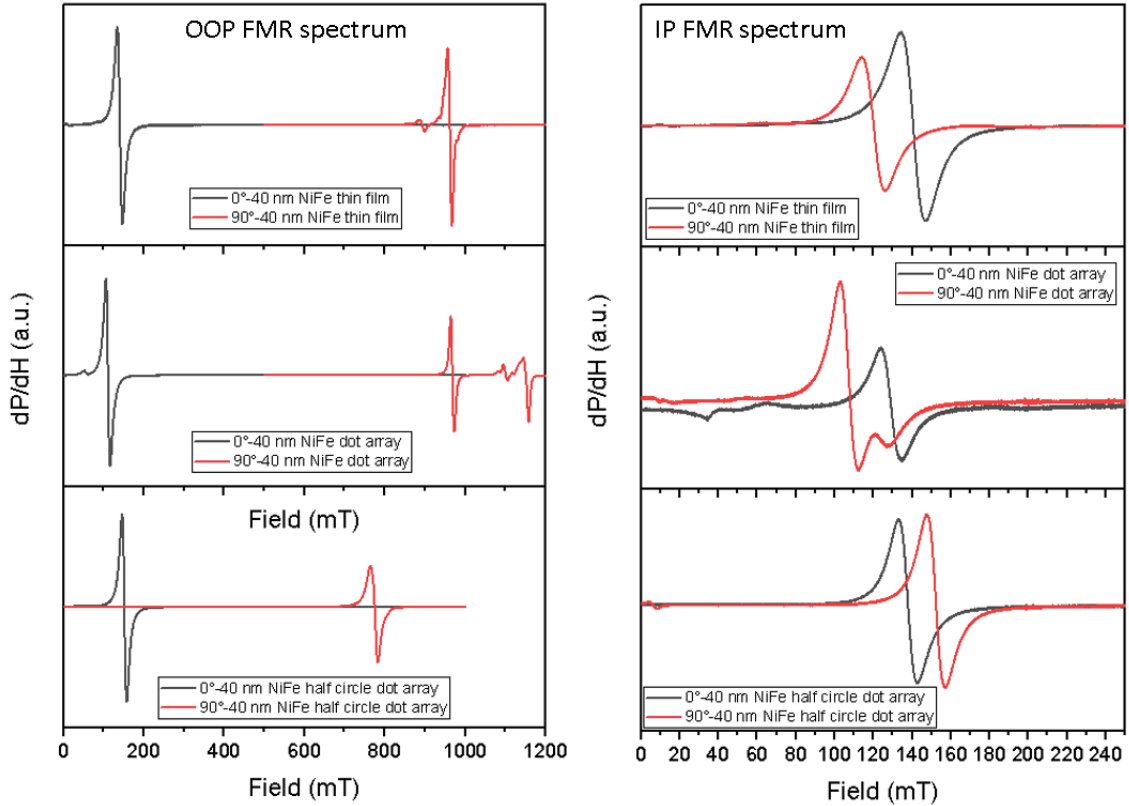 OOP FMR spectrum
0°-40 nm NiFe thin film
90°-40 nm NiFe thin film
0°-40 nm NiFe dot array
90°-40 nm NiFe dot array
Field (mT)
0°-40 nm NiFe half circle dot array
90°-40 nm NiFe half circle dot array
0 200 400 600 800 1000 1200
Field (mT)
dP/dH (a.u.)
IP FMR spectrum
0°-40 nm NiFe thin film
90°-40 nm NiFe thin film
0°-40 nm NiFe dot array
90°-40 nm NiFe dot array
0°-40 nm NiFe half circle dot array
90°-40 nm NiFe half circle dot array
0 20 40 60 80 100 120 140 160 180 200 220 240
Field (mT)
dP/dH (a.u.)